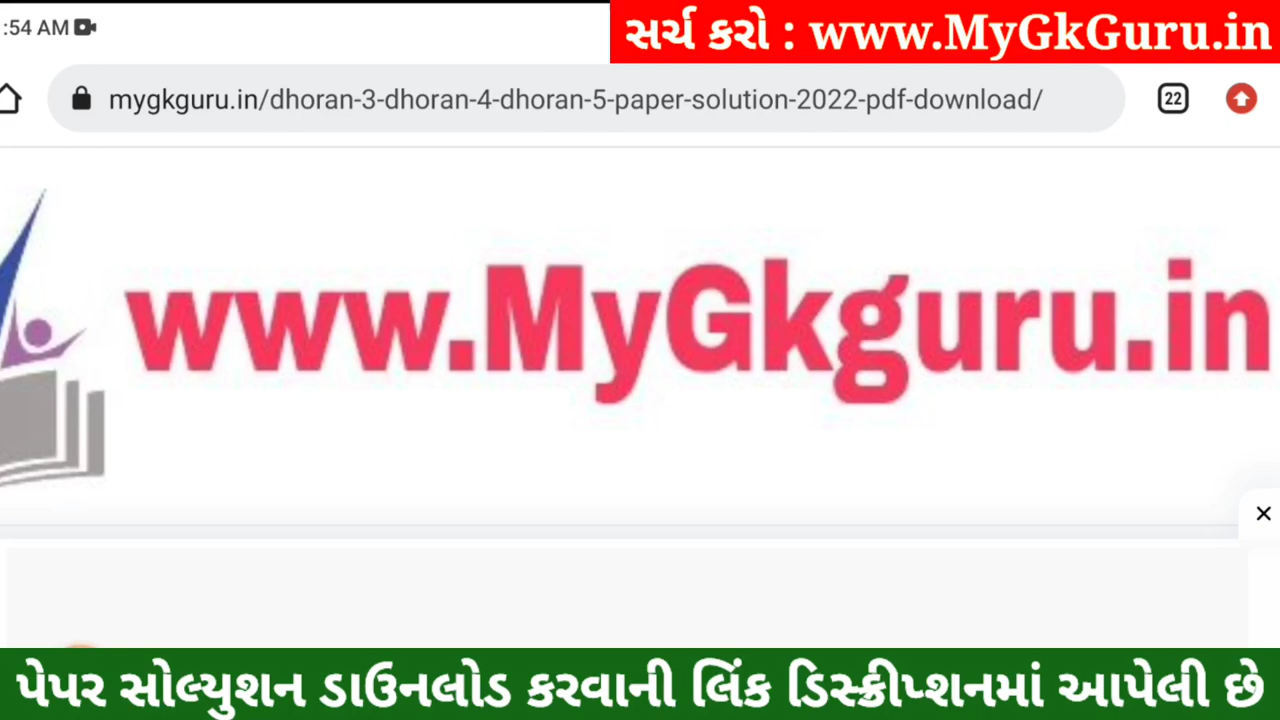 :54 AM
સર્ચ કરો : www.MyGkGuru.in
mygkguru.in/dhoran-3-dhoran-4-dhoran-5-paper-solution-2022-pdf-download/
22
www.MyGkguru.in
પેપર સોલ્યુશન ડાઉનલોડ કરવાની લિંક ડિસ્ક્રીપ્શનમાં આપેલી છે